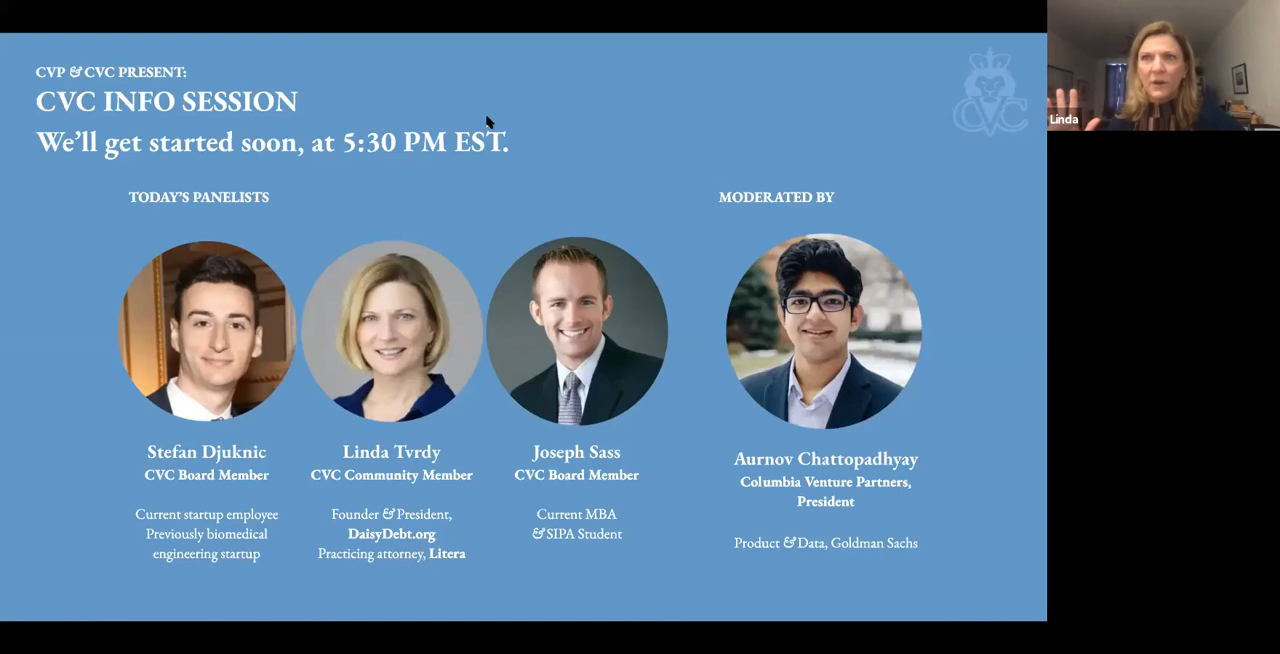 CVP & CVC PRESENT:
CVC INFO SESSION
We’ll get started soon, at 5:30 PM EST.
CVC
Linda
TODAY’S PANELISTS
MODERATED BY
Stefan Djuknic
CVC Board Member
Current startup employee
Previously biomedical
engineering startup
Linda Tvrdy
CVC Community Member
Founder & President,
DaisyDebt.org
Practicing attorney, Litera
Joseph Sass
CVC Board Member
Current MBA
& SIPA Student
Aurnov Chattopadhyay
Columbia Venture Partners,
President
Product & Data, Goldman Sachs